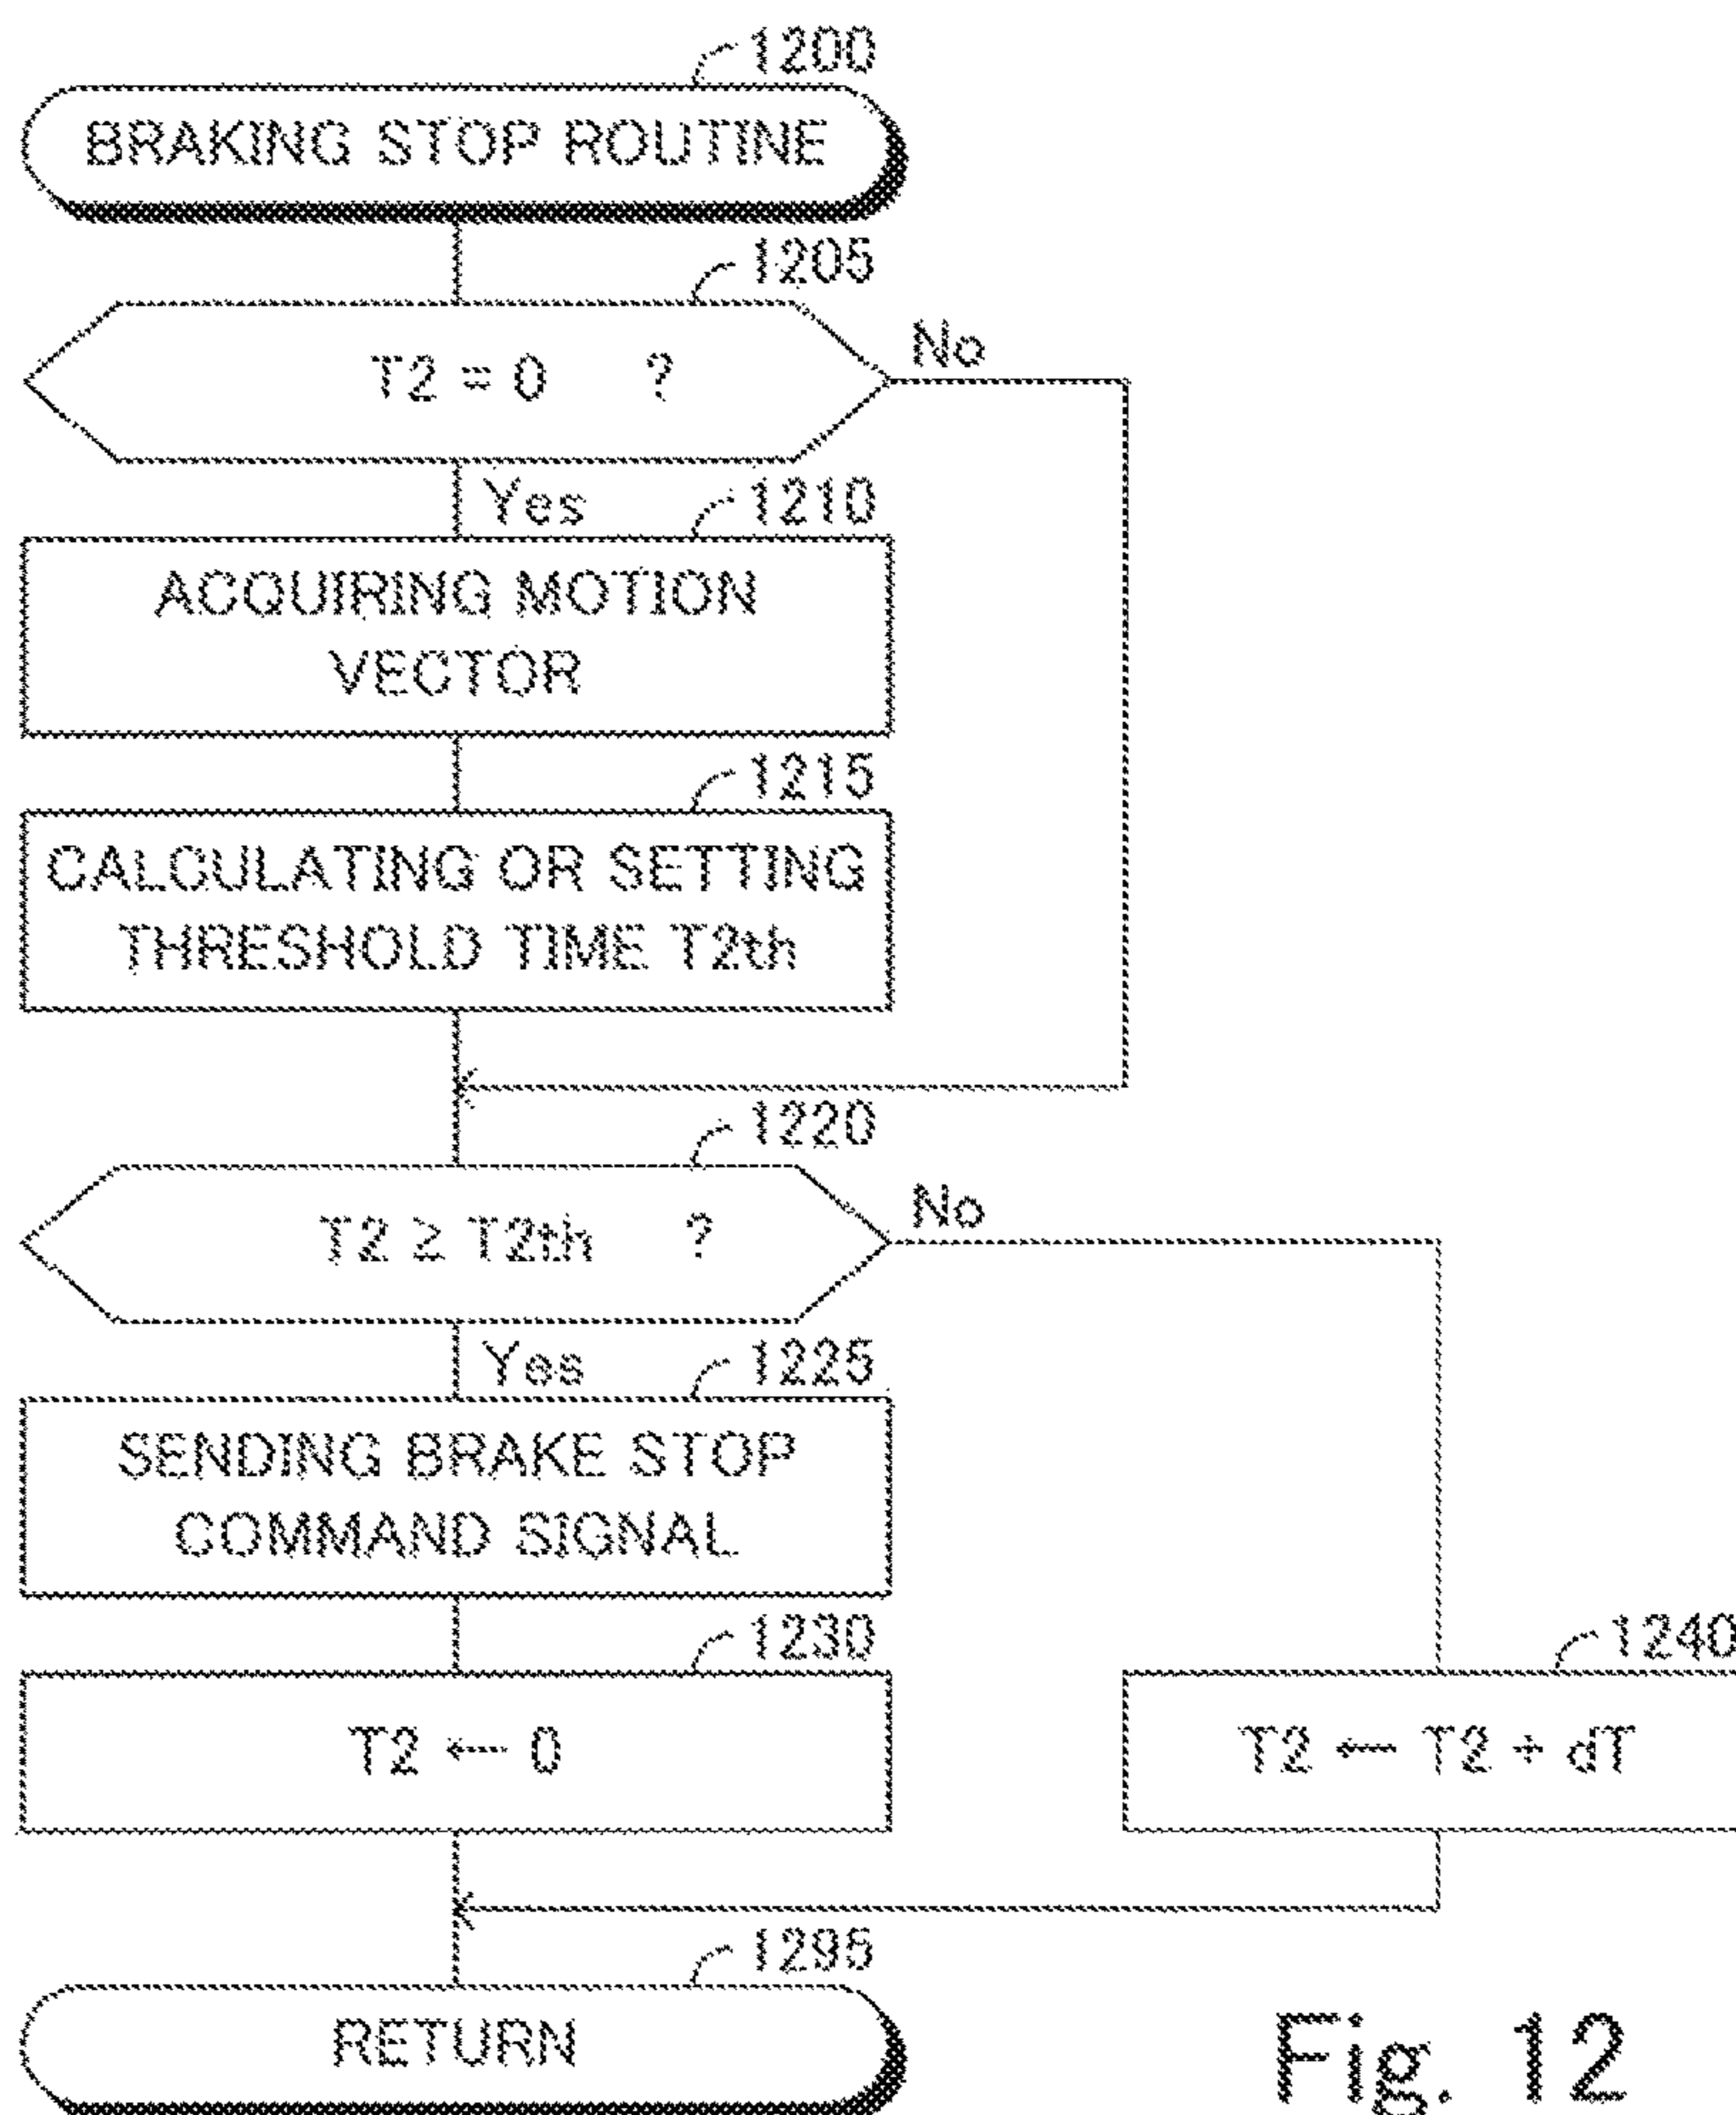 1200
BRAKING STOP ROUTINE
1205
T2 = 0 ?
No
Yes
1210
ACQUIRING MOTION
VECTOR
1215
CALCULATING OR SETTING
THRESHOLD TIME T2th
1220
T2 ≥ T2th ?
No
Yes
1225
SENDING BRAKE STOP
COMMAND SIGNAL
1230
T2 ← 0
1240
T2 ← T2 + dT
1295
RETURN
Fig. 12